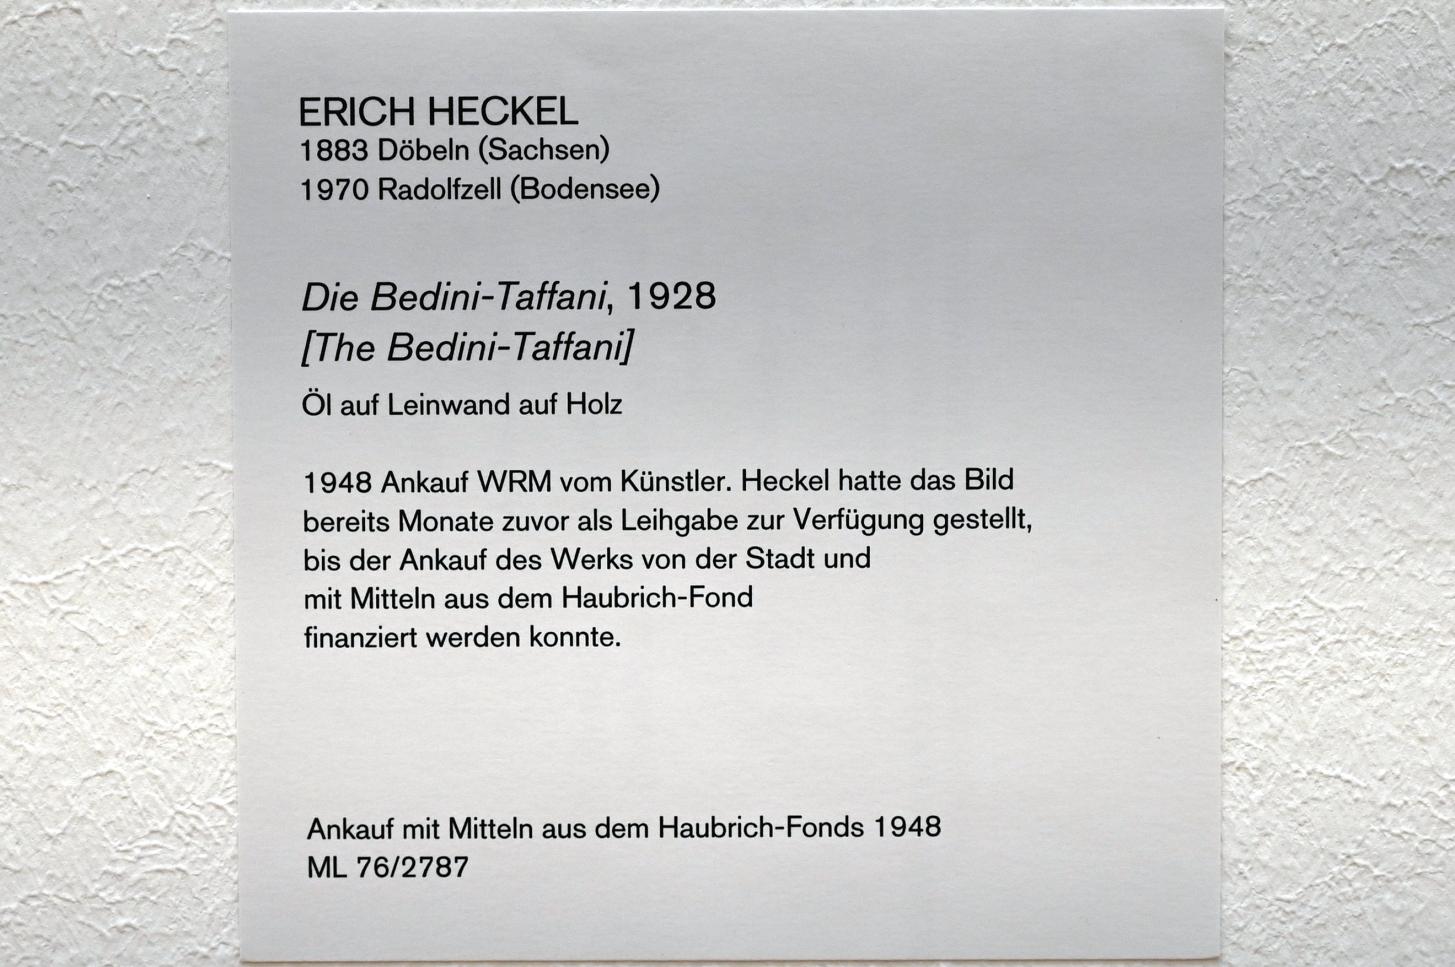 ERICH HECKEL
1883 Döbeln (Sachsen)
1970 Radolfzell (Bodensee)
Die Bedini-Taffani, 1928
[The Bedini-Taffani]
Öl auf Leinwand auf Holz
1948 Ankauf WRM vom Künstler. Heckel hatte das Bild
bereits Monate zuvor als Leihgabe zur Verfügung gestellt,
bis der Ankauf des Werks von der Stadt und
mit Mitteln aus dem Haubrich-Fond
finanziert werden konnte.
Ankauf mit Mitteln aus dem Haubrich-Fonds 1948
ML 76/2787